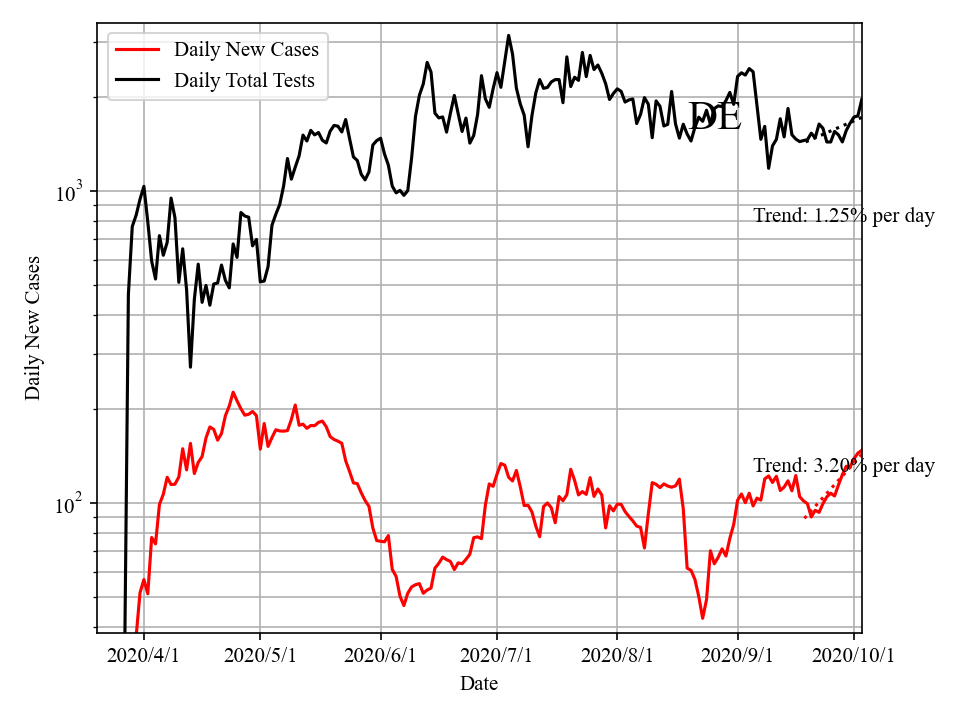 Daily New Cases
Daily Total Tests
DE
10^3
Trend: 1.25% per day
Daily New Cases
Trend: 3.20% per day
10^2
2020/4/1 2020/5/1 2020/6/1 2020/7/1 2020/8/1 2020/9/1 2020/10/1
Date